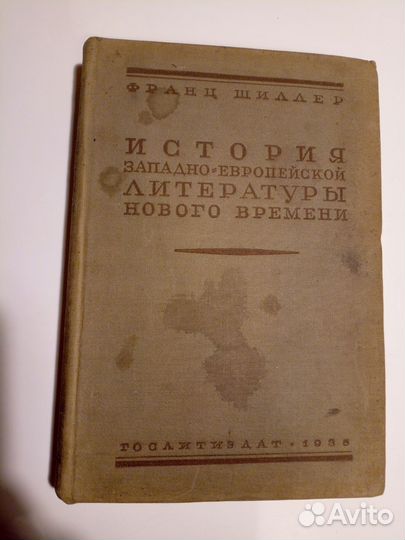 ФРАНЦ ШИЛЛЕР
ИСТОРИЯ
ЗАПАДНО-ЕВРОПЕЙСКОЙ
ЛИТЕРАТУРЫ
НОВОГО ВРЕМЕНИ
ГОСЛИТИЗДАТ • 1935
Avito